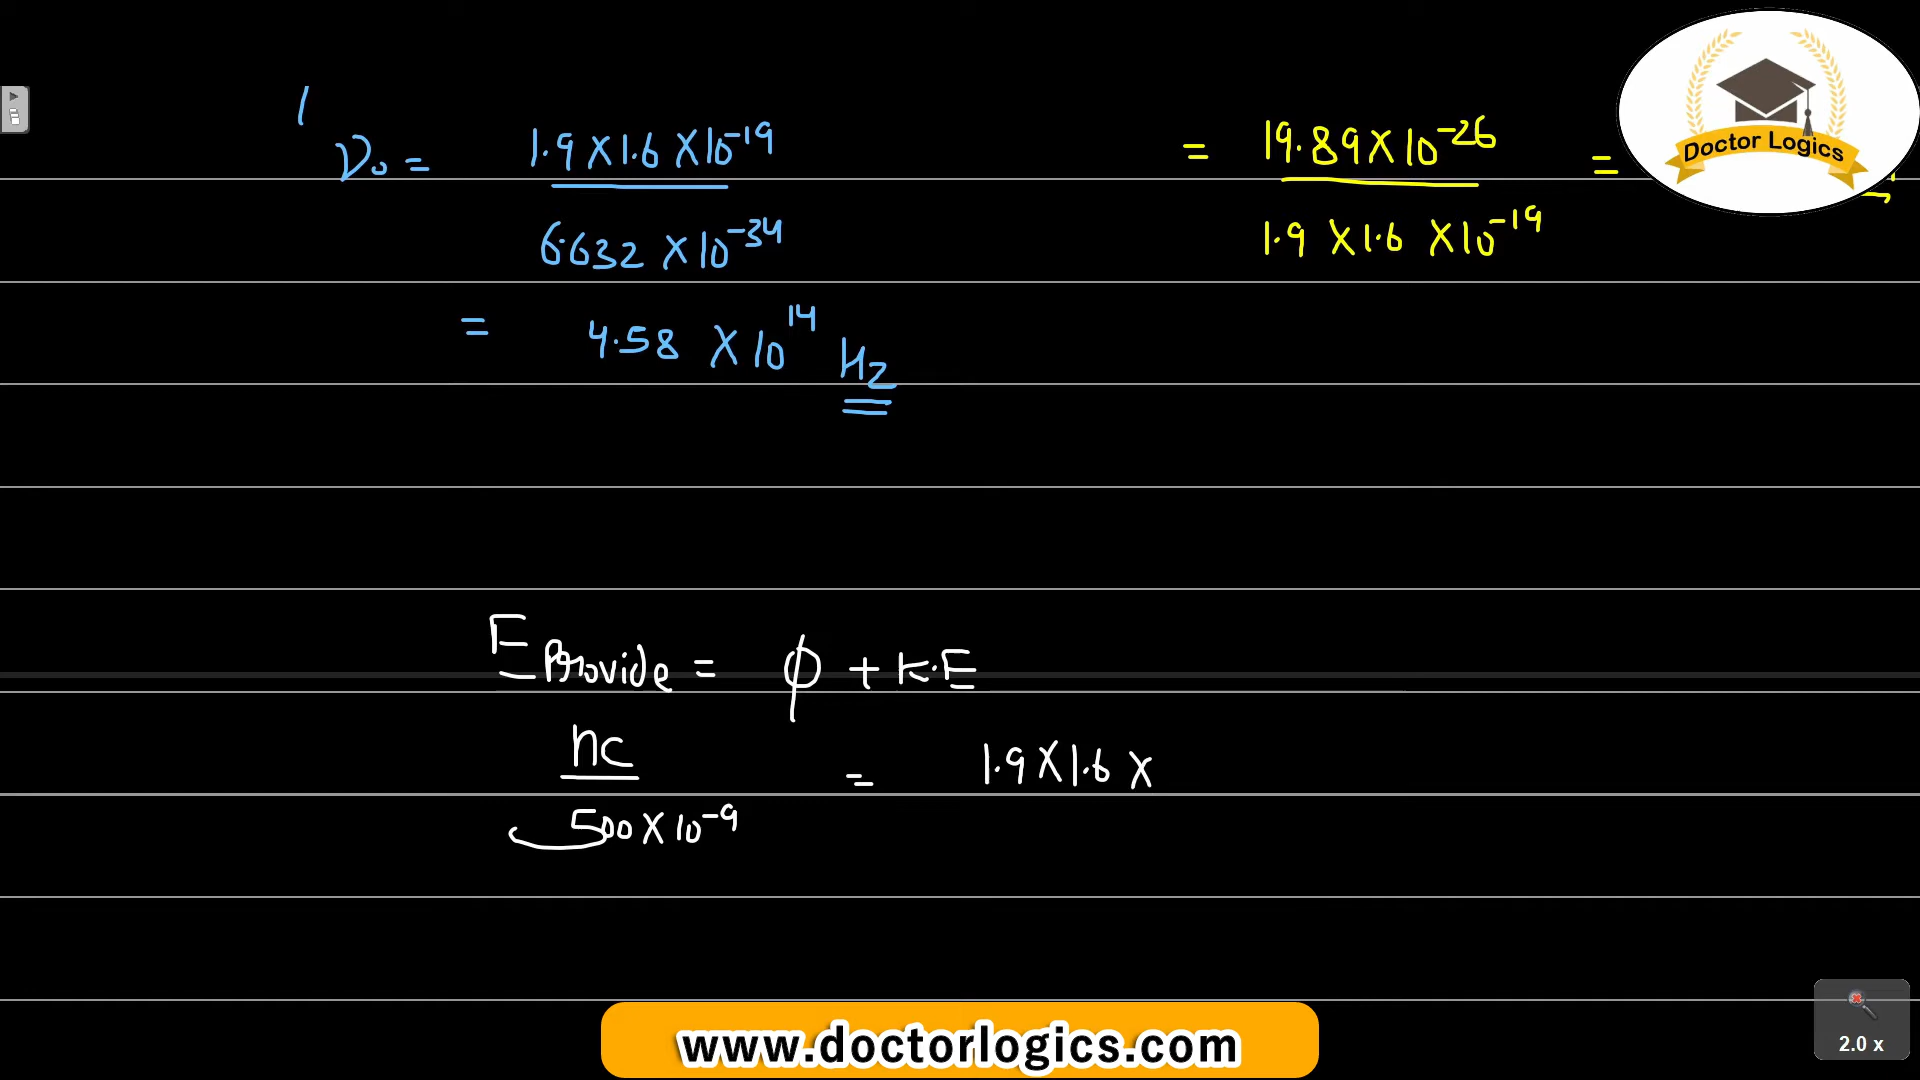 ν₀ = 1.9 × 1.6 × 10⁻¹⁹
6.632 × 10⁻³⁴
= 4.58 × 10¹⁴ Hz
= 19.89 × 10⁻²⁶ =
1.9 × 1.6 × 10⁻¹⁹
Doctor Logics
E Provide = φ + K.E
hc = 1.9 × 1.6 ×
500 × 10⁻⁹
www.doctorlogics.com
2.0 x